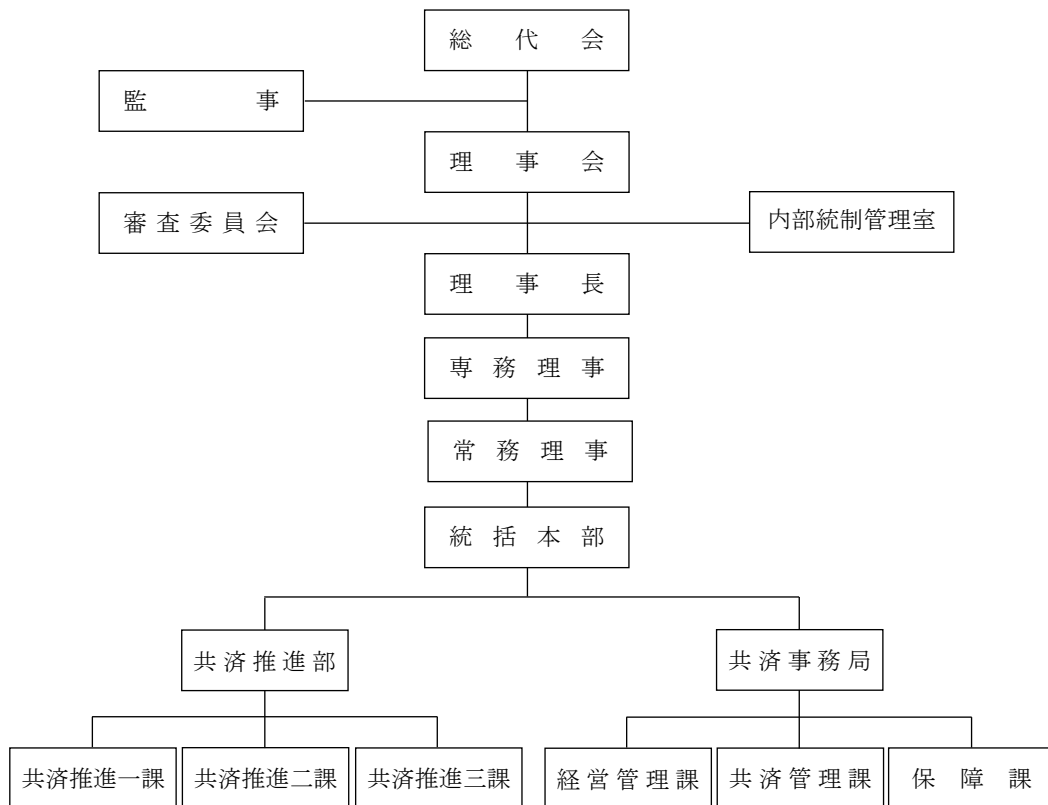 総代会
監事
理事会
審査委員会
内部統制管理室
理事長
専務理事
常務理事
統括本部
共済推進部
共済事務局
共済推進一課
共済推進二課
共済推進三課
経営管理課
共済管理課
保障課